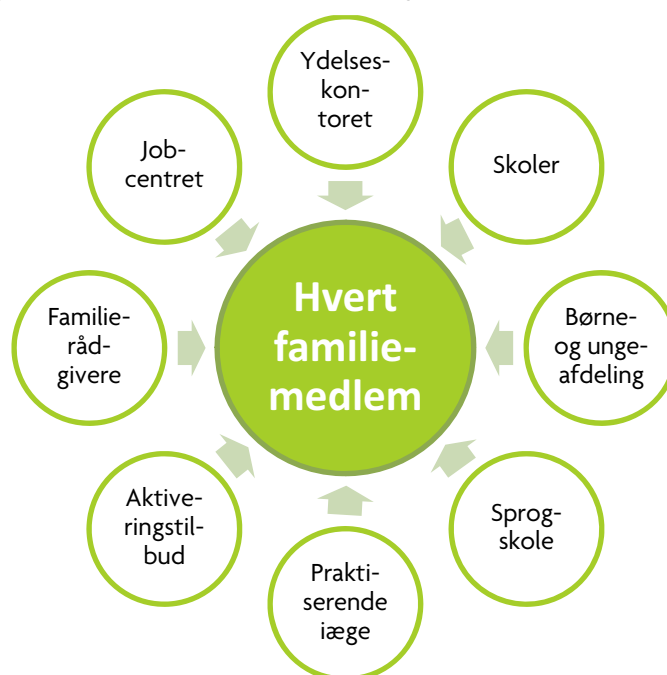 Ydelses-
kon-
toret
Skoler
Børne-
og unge-
afdeling
Sprog-
skole
Prakti-
serende
iæge
Aktive-
ringstil-
bud
Familie-
råd-
givere
Job-
centret
Hvert
familie-
medlem